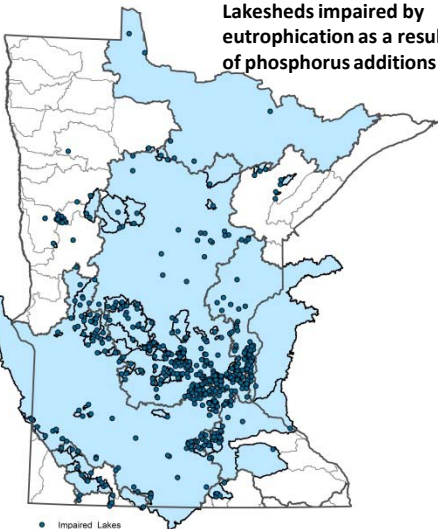 Lakesheds impaired by
eutrophication as a resul
of phosphorus additions
Impaired Lakes